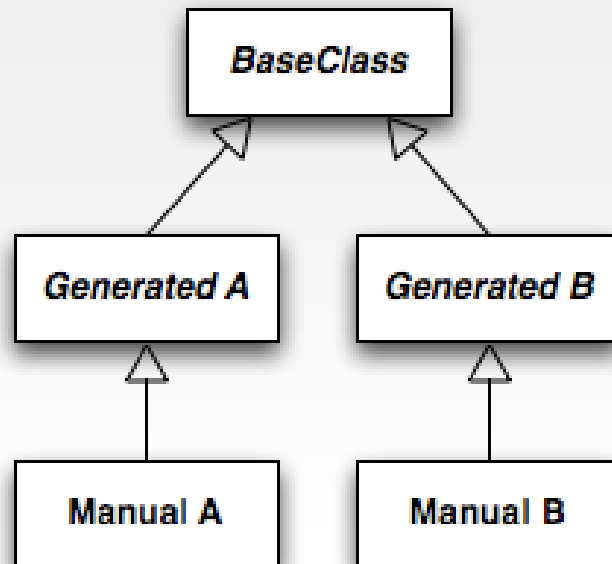 BaseClass
Generated A
Generated B
Manual A
Manual B